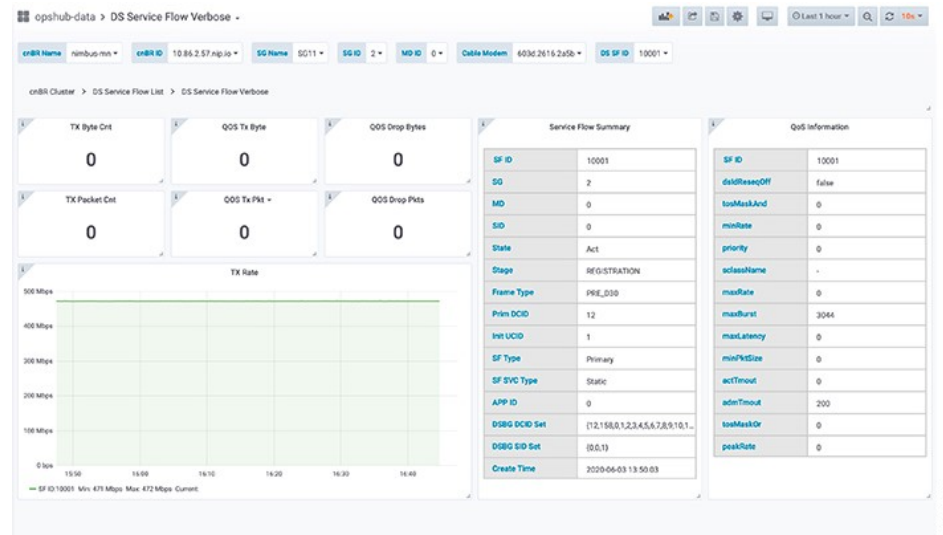 opshub-data > DS Service Flow Verbose
Last 1 hour
10s
cnBR Name nimbus-mn cnBR ID 10.86.2.57.nip.io SG Name SG11 SG ID 2 MD ID 0 Cable Modem 603d.2616.2a5b DS SF ID 10001
cnBR Cluster > DS Service Flow List > DS Service Flow Verbose
TX Byte Cnt
0
QOS Tx Byte
0
QOS Drop Bytes
0
TX Packet Cnt
0
QOS Tx Pkt
0
QOS Drop Pkts
0
TX Rate
500 Mbps
400 Mbps
300 Mbps
200 Mbps
100 Mbps
0 bps
15:50 16:00 16:10 16:20 16:30 16:40
SF ID:10001 Min: 471 Mbps Max: 472 Mbps Current:
Service Flow Summary
SF ID 10001
SG 2
MD 0
SID 0
State Act
Stage REGISTRATION
Frame Type PRE_D30
Prim DCID 12
Init UCID 1
SF Type Primary
SF SVC Type Static
APP ID 0
DSBG DCID Set {12,158,0,1,2,3,4,5,6,7,8,9,10,1...
DSBG SID Set {0,0,1}
Create Time 2020-06-03 13:50:03
QoS Information
SF ID 10001
dsIdReseqOff false
tosMaskAnd 0
minRate 0
priority 0
sclassName -
maxRate 0
maxBurst 3044
maxLatency 0
minPktSize 0
actTmout 0
admTmout 200
tosMaskOr 0
peakRate 0